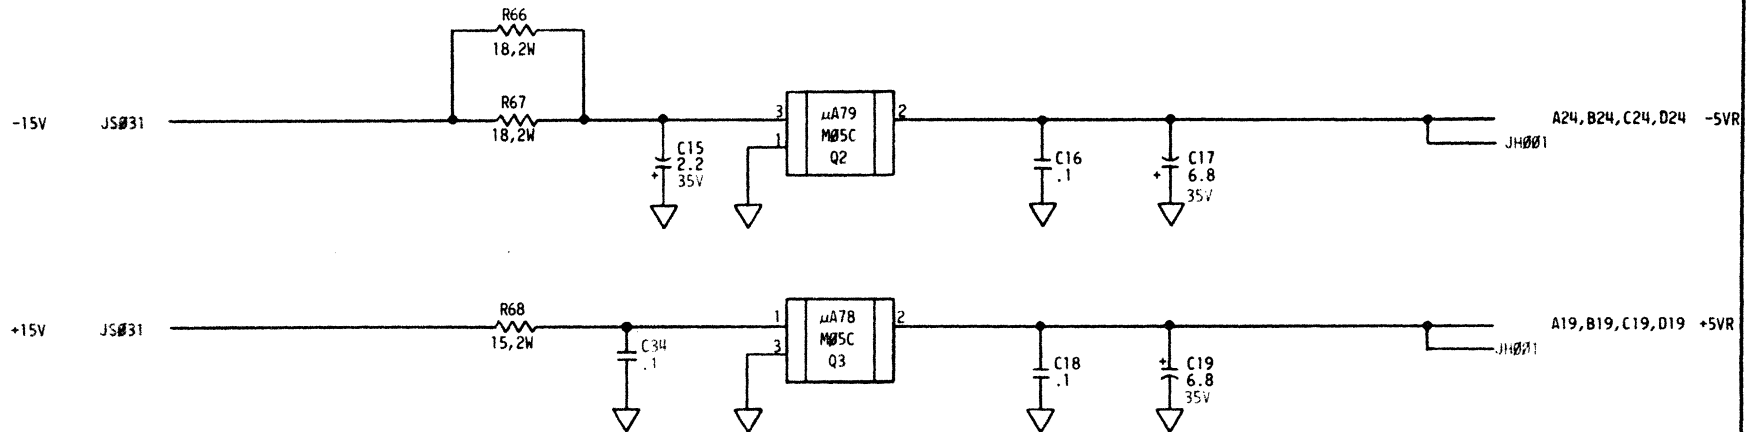 R66
18,2W
-15V
JSØ31
R67
18,2W
3
1
µA79
MØ5C
Q2
2
C15
2.2
+
35V
C16
.1
C17
6.8
+
35V
A24,B24,C24,D24 -5VR
JHØØ1
+15V
JSØ31
R68
15,2W
C34
.1
1
3
µA78
MØ5C
Q3
2
C18
.1
+
C19
6.8
35V
A19,B19,C19,D19 +5VR
JHØØ1